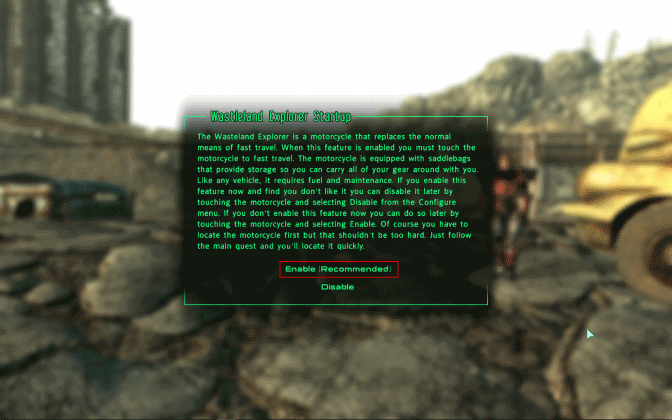 Wastleland Explorer Startup
The Wasteland Explorer is a motorcycle that replaces the normal
means of fast travel. When this feature is enabled you must touch the
motorcycle to fast travel. The motorcycle is equipped with saddlebags
that provide storage so you can carry all of your gear around with you.
Like any vehicle, it requires fuel and maintenance. If you enable this
feature now and find you don't like it you can disable it later by
touching the motorcycle and selecting Disable from the Configure
menu. If you don't enable this feature now you can do so later by
touching the motorcycle and selecting Enable. Of course you have to
locate the motorcycle first but that shouldn't be too hard. Just follow
the main quest and you'll locate it quickly.
Enable (Recommended)
Disable